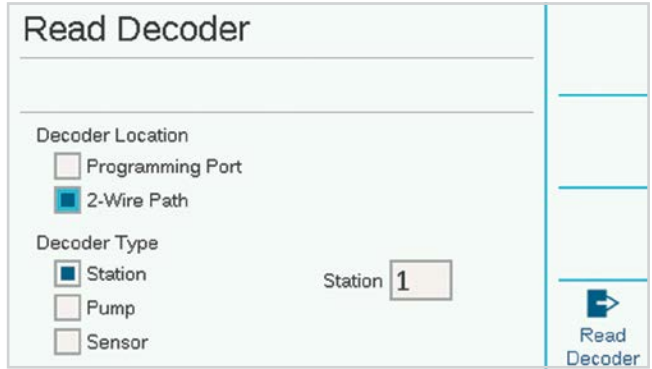 Read Decoder
Decoder Location
Programming Port
2-Wire Path
Decoder Type
Station
Station 1
Pump
Sensor
Read
Decoder